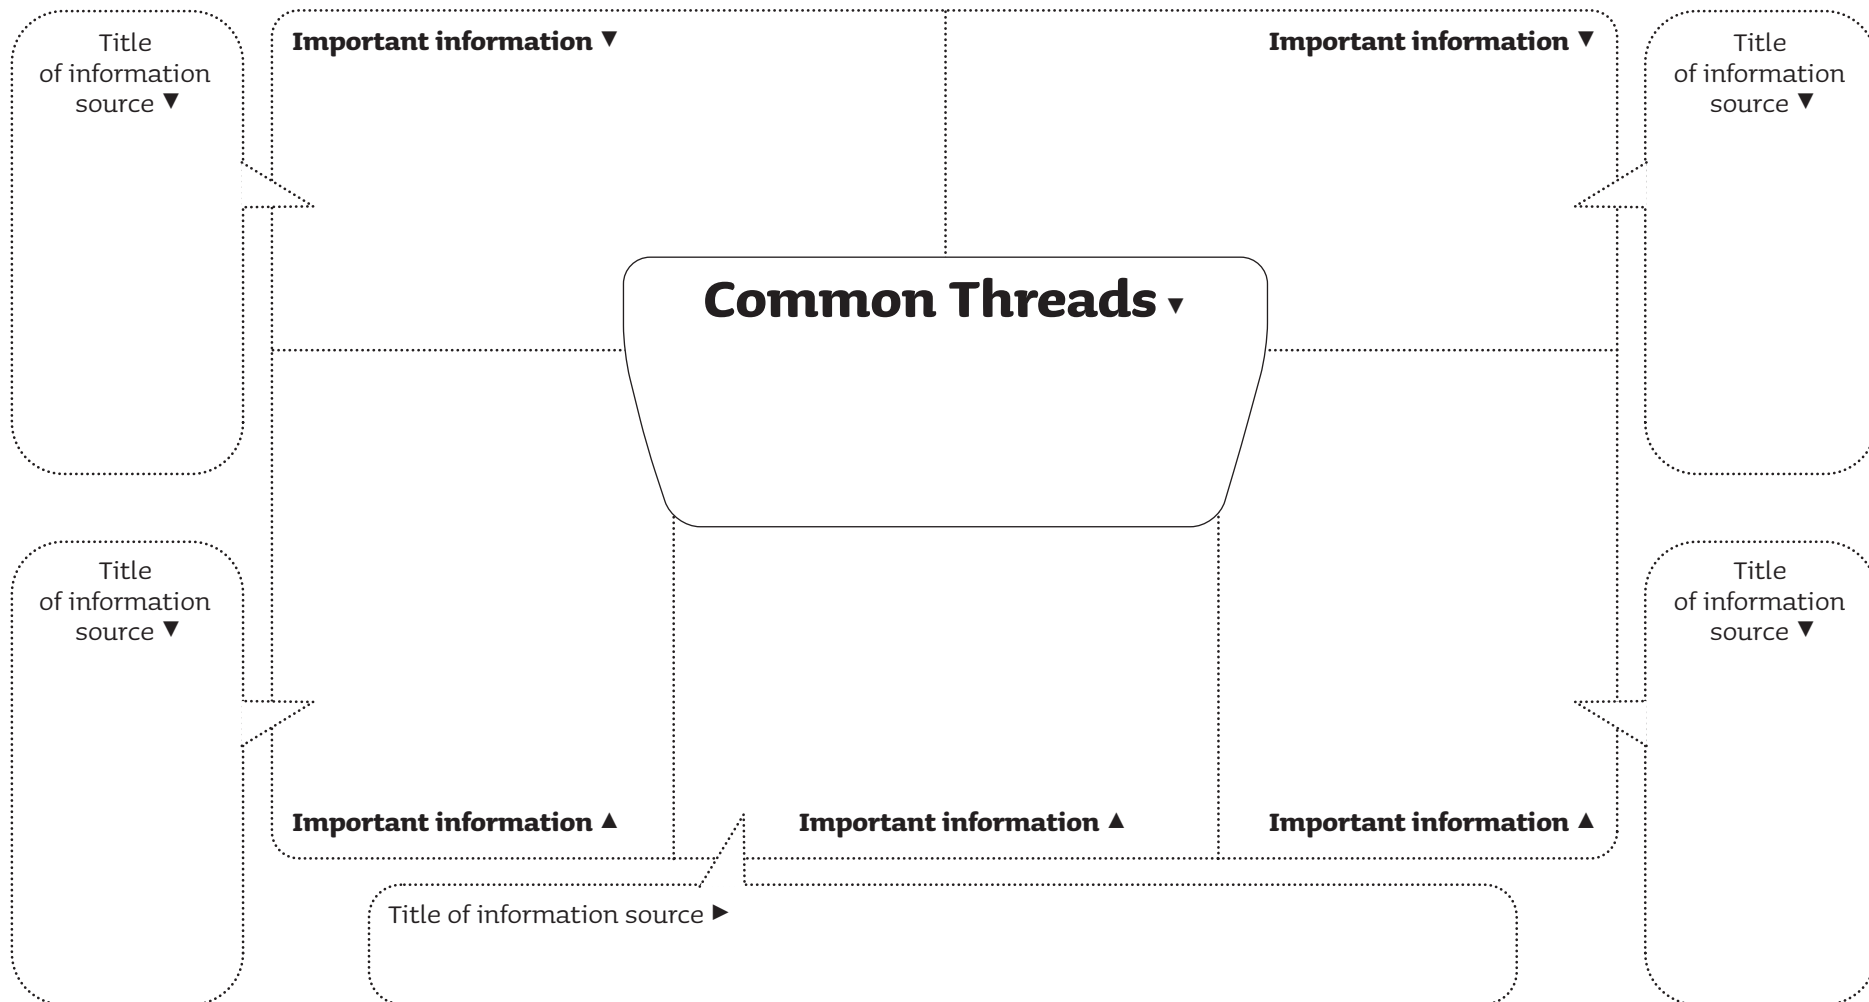 Title
of information
source ▼
Important information ▼
Important information ▼
Title
of information
source ▼
Common Threads ▼
Title
of information
source ▼
Title
of information
source ▼
Important information ▲
Important information ▲
Important information ▲
Title of information source ►